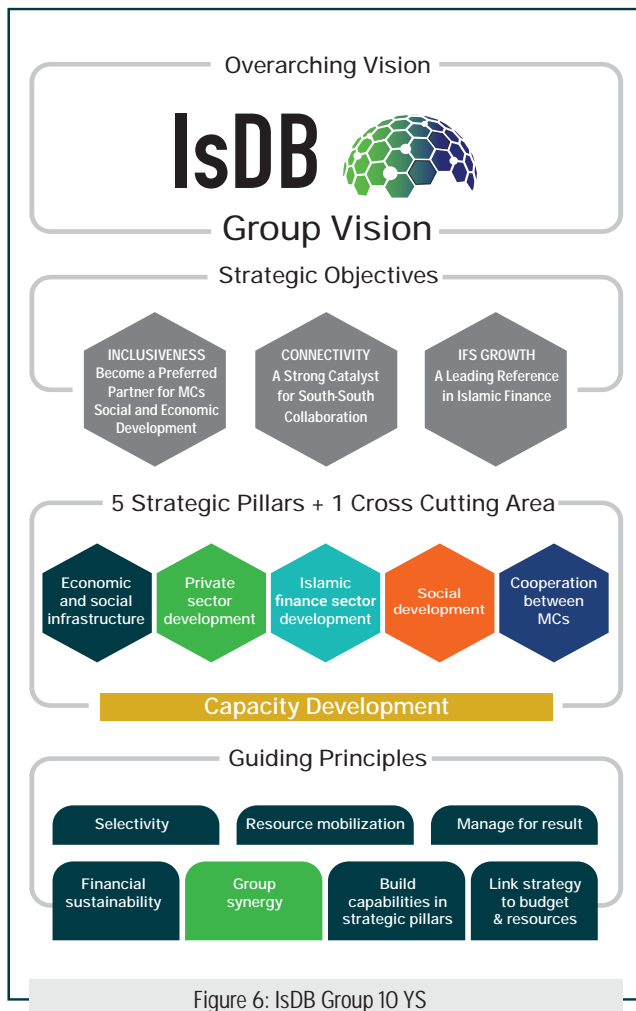 Overarching Vision
IsDB
Group Vision
Strategic Objectives
INCLUSIVENESS
Become a Preferred
Partner for MCs
Social and Economic
Development
CONNECTIVITY
A Strong Catalyst
for South-South
Collaboration
IFS GROWTH
A Leading Reference
in Islamic Finance
5 Strategic Pillars + 1 Cross Cutting Area
Economic
and social
infrastructure
Private
sector
development
Islamic
finance sector
development
Social
development
Cooperation
between
MCs
Capacity Development
Guiding Principles
Selectivity
Resource mobilization
Manage for result
Financial
sustainability
Group
synergy
Build
capabilities in
strategic pillars
Link strategy
to budget
& resources
Figure 6: IsDB Group 10 YS